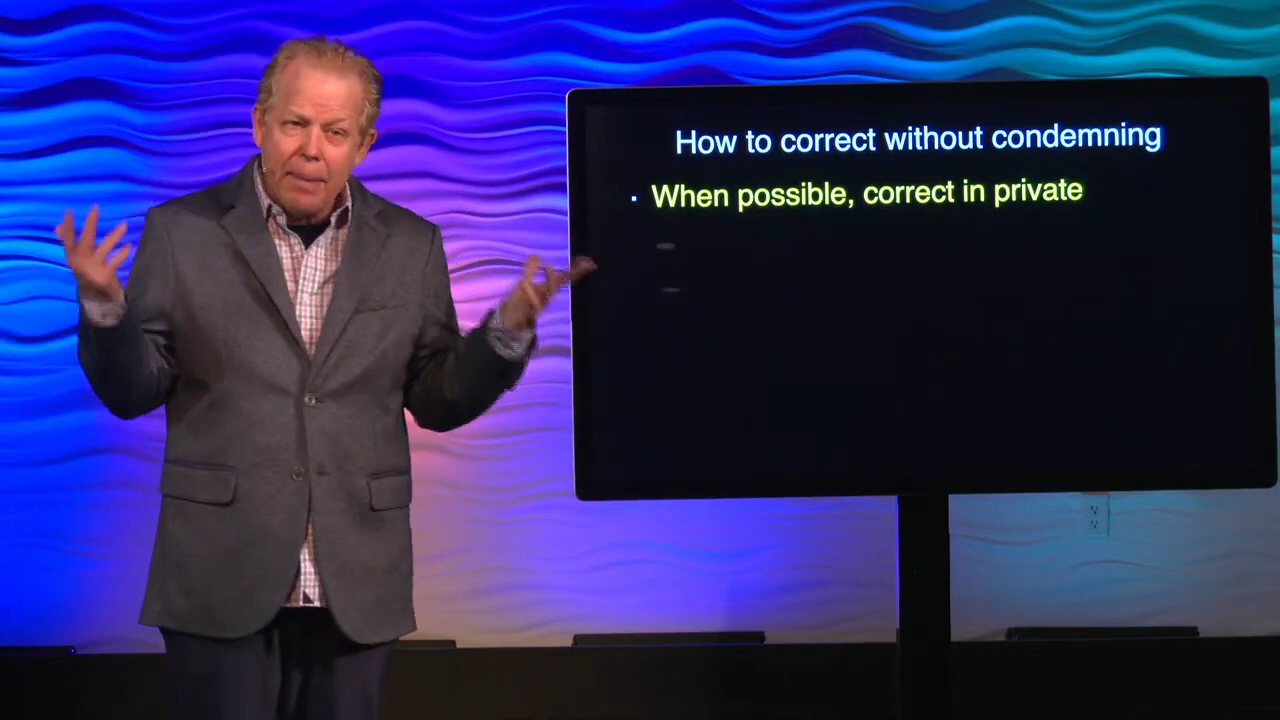 How to correct without condemning
· When possible, correct in private